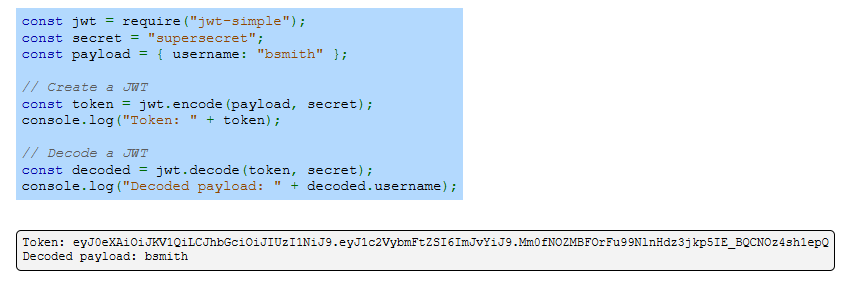 const jwt = require("jwt-simple");
const secret = "supersecret";
const payload = { username: "bsmith" };
// Create a JWT
const token = jwt.encode(payload, secret);
console.log("Token: " + token);
// Decode a JWT
const decoded = jwt.decode(token, secret);
console.log("Decoded payload: " + decoded.username);
Token: eyJ0eXAiOiJKV1QiLCJhbGciOiJIUzI1NiJ9.eyJ1c2VybmFtZSI6ImJvYiJ9.Mm0fNOZMBFOrFu99NlnHdz3jkp5IE_BQCNOz4sh1epQ
Decoded payload: bsmith